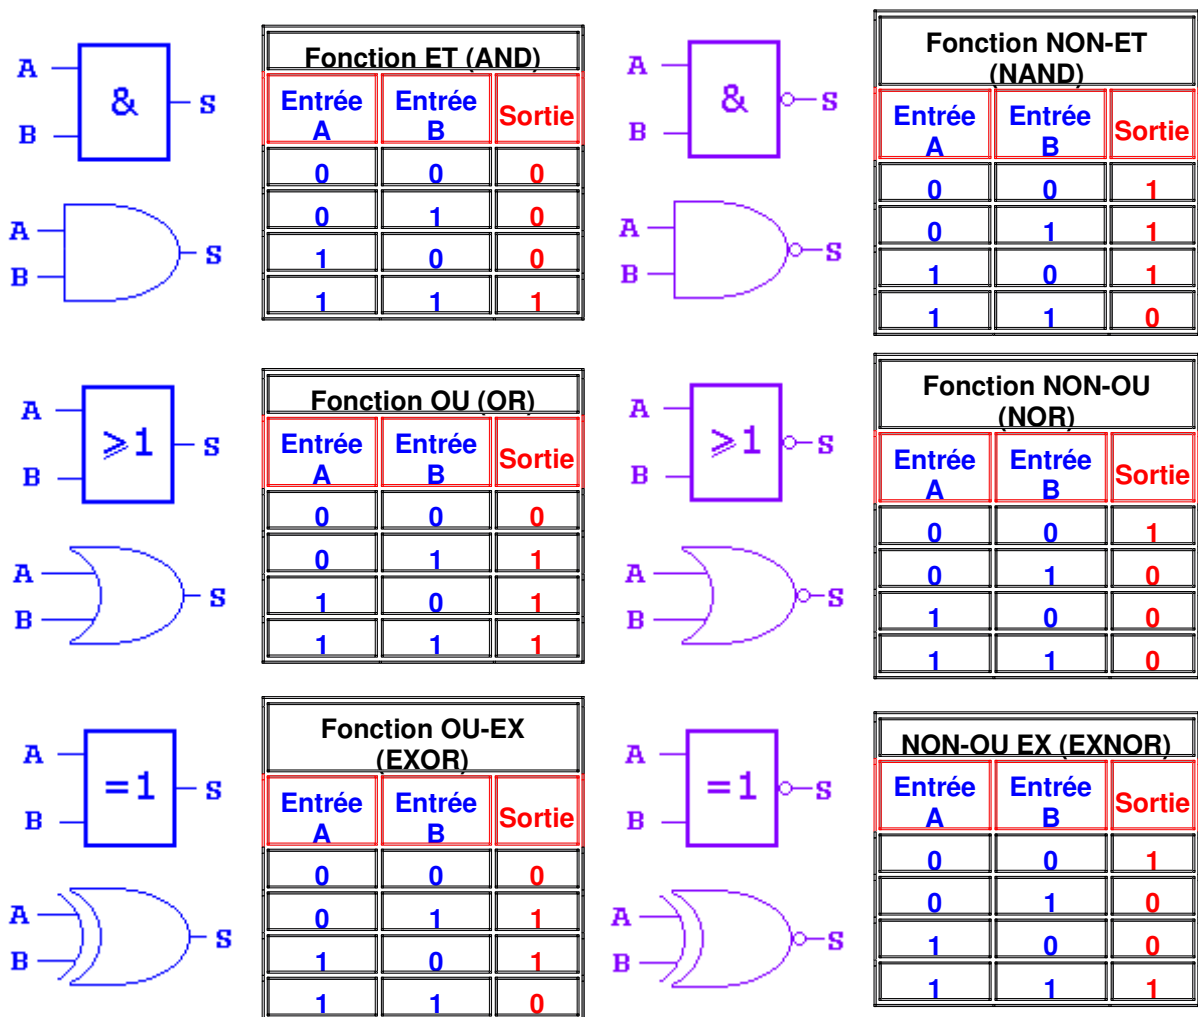 A
&
S
B
A
S
B
Fonction ET (AND)
Entrée A Entrée B Sortie
0 0 0
0 1 0
1 0 0
1 1 1
A
&
S
B
A
S
B
Fonction NON-ET
(NAND)
Entrée A Entrée B Sortie
0 0 1
0 1 1
1 0 1
1 1 0
A
⩾1
S
B
A
S
B
Fonction OU (OR)
Entrée A Entrée B Sortie
0 0 0
0 1 1
1 0 1
1 1 1
A
⩾1
S
B
A
S
B
Fonction NON-OU
(NOR)
Entrée A Entrée B Sortie
0 0 1
0 1 0
1 0 0
1 1 0
A
=1
S
B
A
S
B
Fonction OU-EX
(EXOR)
Entrée A Entrée B Sortie
0 0 0
0 1 1
1 0 1
1 1 0
A
=1
S
B
A
S
B
NON-OU EX (EXNOR)
Entrée A Entrée B Sortie
0 0 1
0 1 0
1 0 0
1 1 1